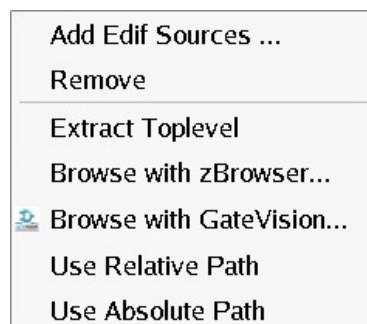 Add Edif Sources ...
Remove
Extract Toplevel
Browse with zBrowser...
Browse with GateVision...
Use Relative Path
Use Absolute Path